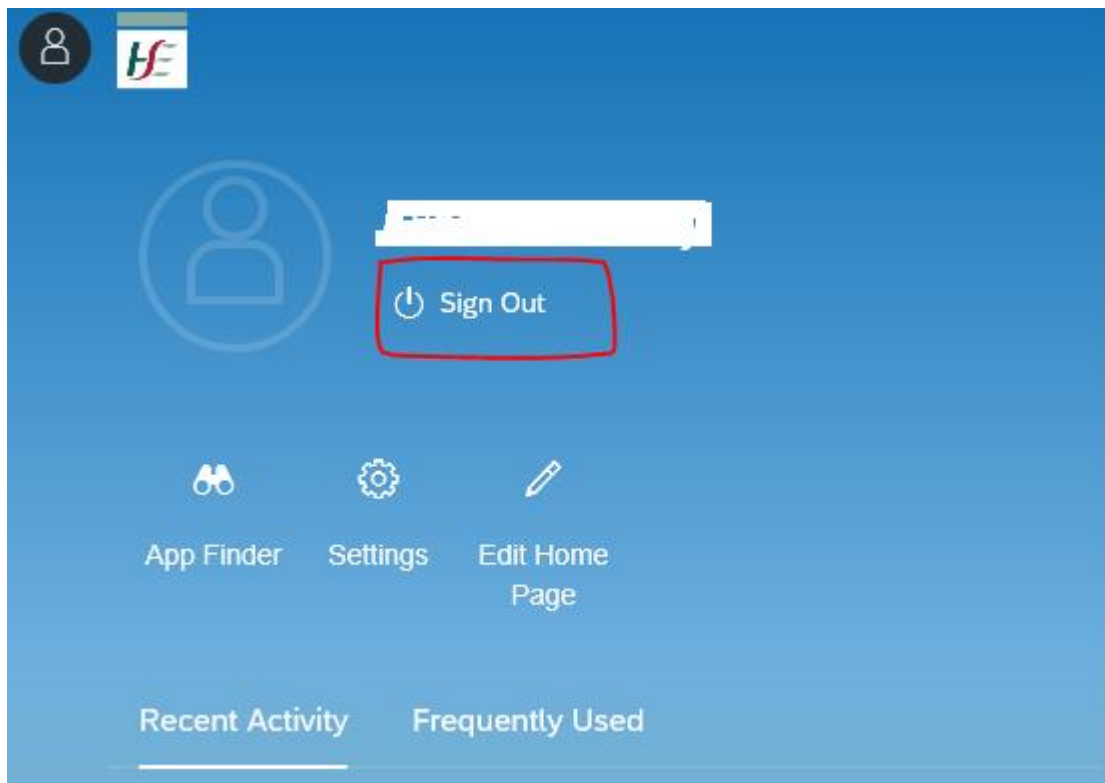 HSE
Sign Out
App Finder
Settings
Edit Home
Page
Recent Activity
Frequently Used